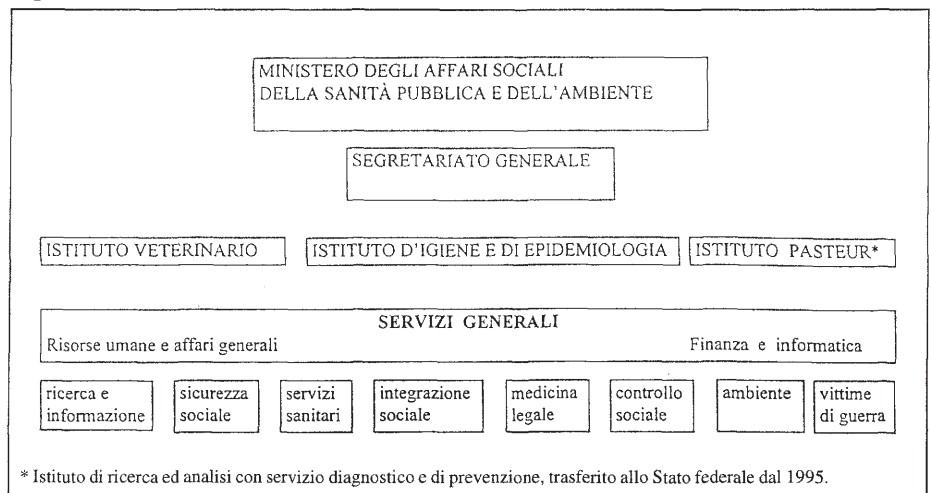 MINISTERO DEGLI AFFARI SOCIALI
DELLA SANITÀ PUBBLICA E DELL'AMBIENTE
SEGRETARIATO GENERALE
ISTITUTO VETERINARIO
ISTITUTO D'IGIENE E DI EPIDEMIOLOGIA
ISTITUTO PASTEUR*
SERVIZI GENERALI
Risorse umane e affari generali
Finanza e informatica
ricerca e
informazione
sicurezza
sociale
servizi
sanitari
integrazione
sociale
medicina
legale
controllo
sociale
ambiente
vittime
di guerra
* Istituto di ricerca ed analisi con servizio diagnostico e di prevenzione, trasferito allo Stato federale dal 1995.